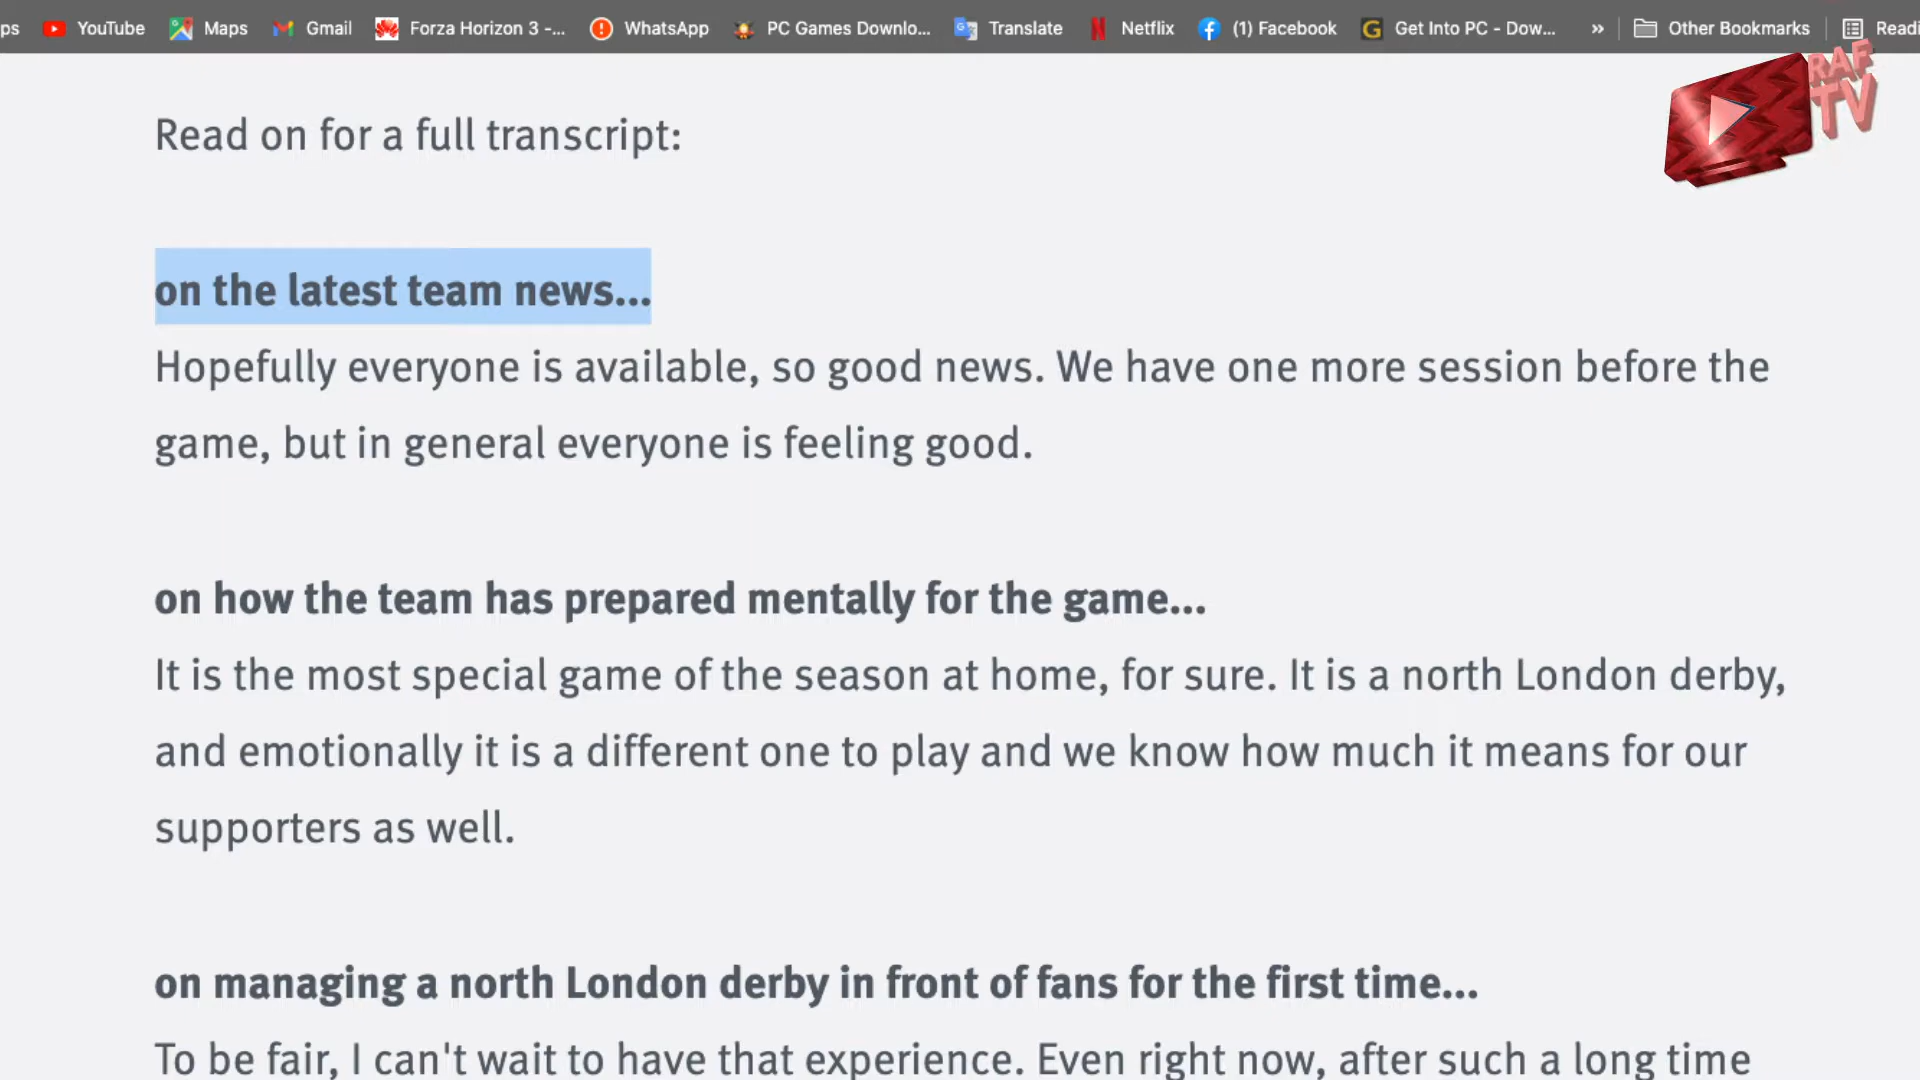 ps YouTube Maps Gmail Forza Horizon 3 -... WhatsApp PC Games Downlo... Translate Netflix (1) Facebook Get Into PC - Dow... » Other Bookmarks Readi
RAF
TV
Read on for a full transcript:
on the latest team news...
Hopefully everyone is available, so good news. We have one more session before the
game, but in general everyone is feeling good.
on how the team has prepared mentally for the game...
It is the most special game of the season at home, for sure. It is a north London derby,
and emotionally it is a different one to play and we know how much it means for our
supporters as well.
on managing a north London derby in front of fans for the first time...
To be fair, I can't wait to have that experience. Even right now, after such a long time